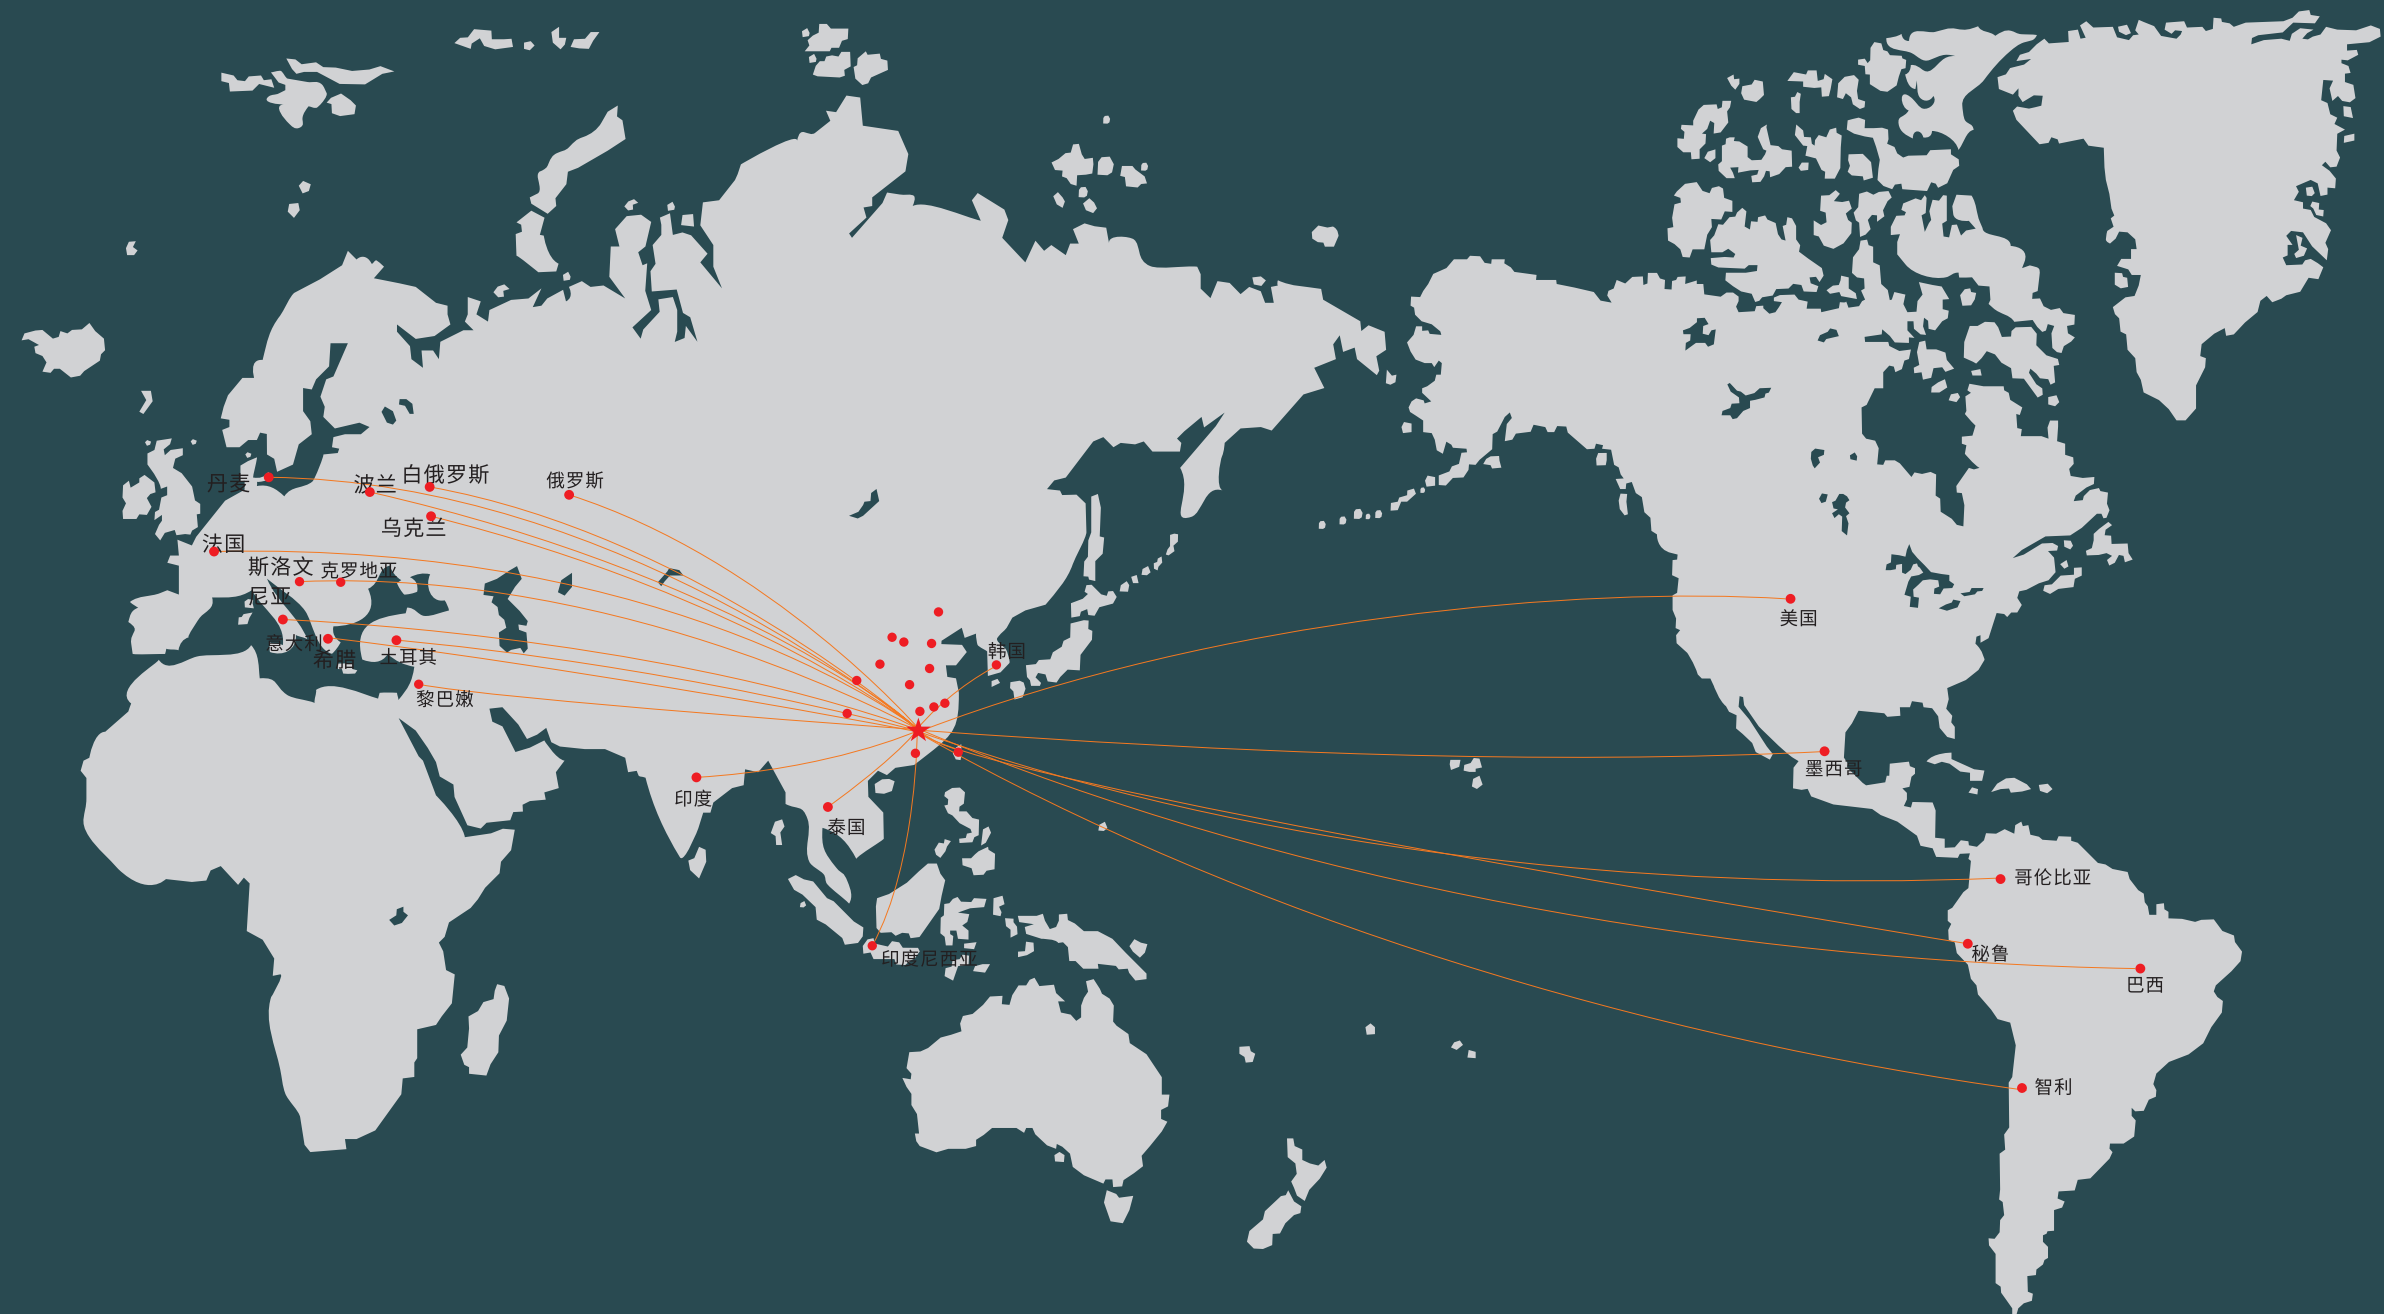 丹麦
波兰
白俄罗斯
俄罗斯
乌克兰
法国
斯洛文
尼亚
克罗地亚
意大利
希腊
土耳其
黎巴嫩
韩国
美国
印度
泰国
墨西哥
哥伦比亚
印度尼西亚
秘鲁
巴西
智利